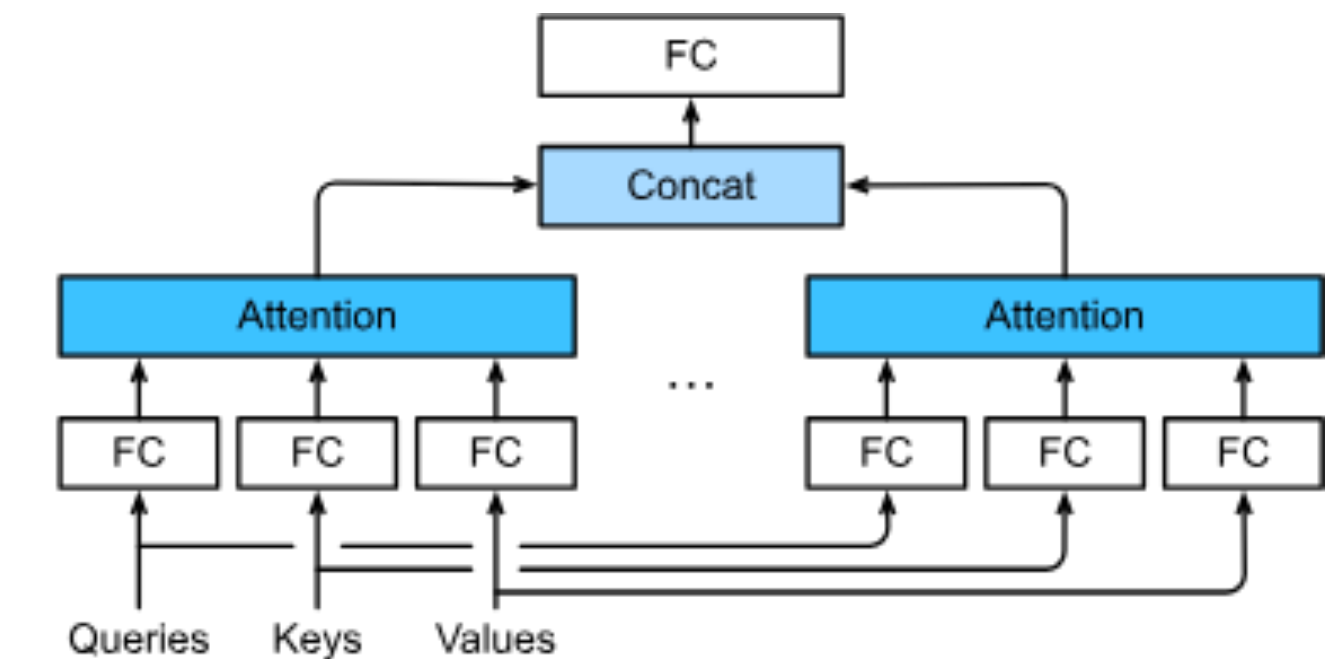 FC
Concat
Attention Attention
...
FC FC FC FC FC FC
Queries Keys Values